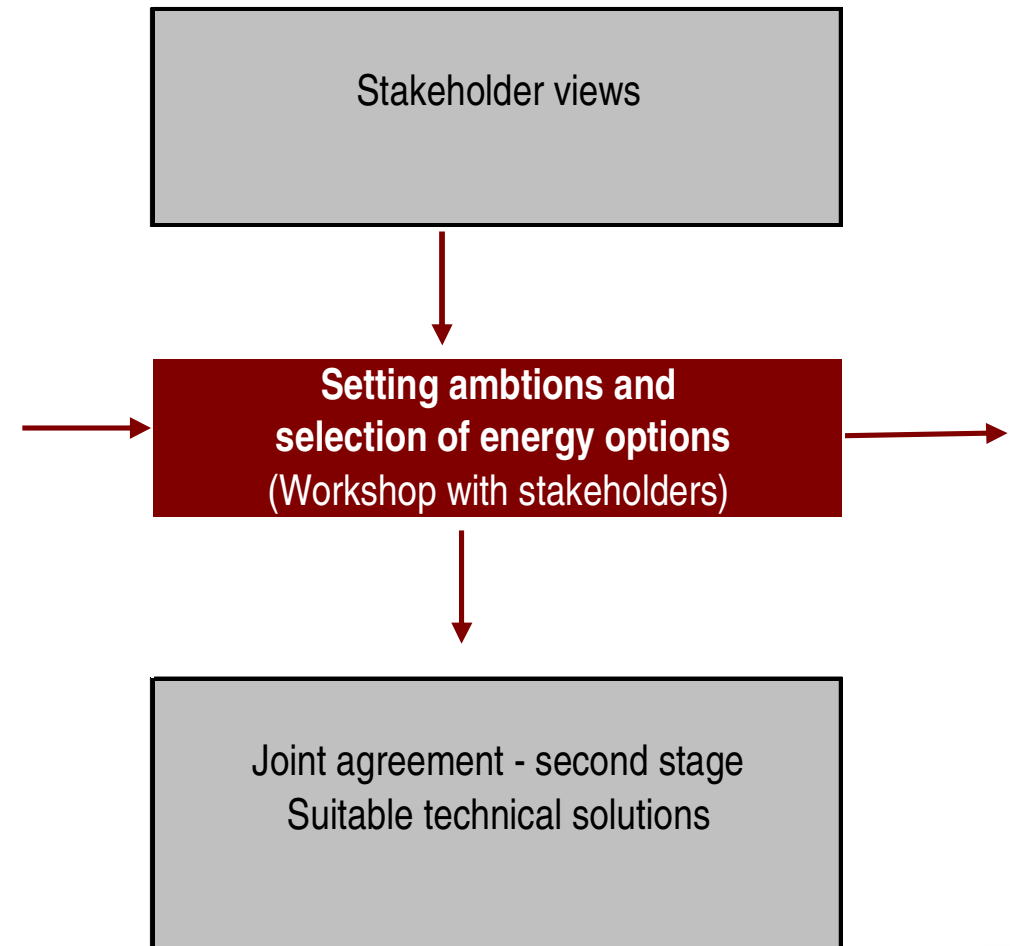 Stakeholder views
Setting ambtions and
selection of energy options
(Workshop with stakeholders)
Joint agreement - second stage
Suitable technical solutions